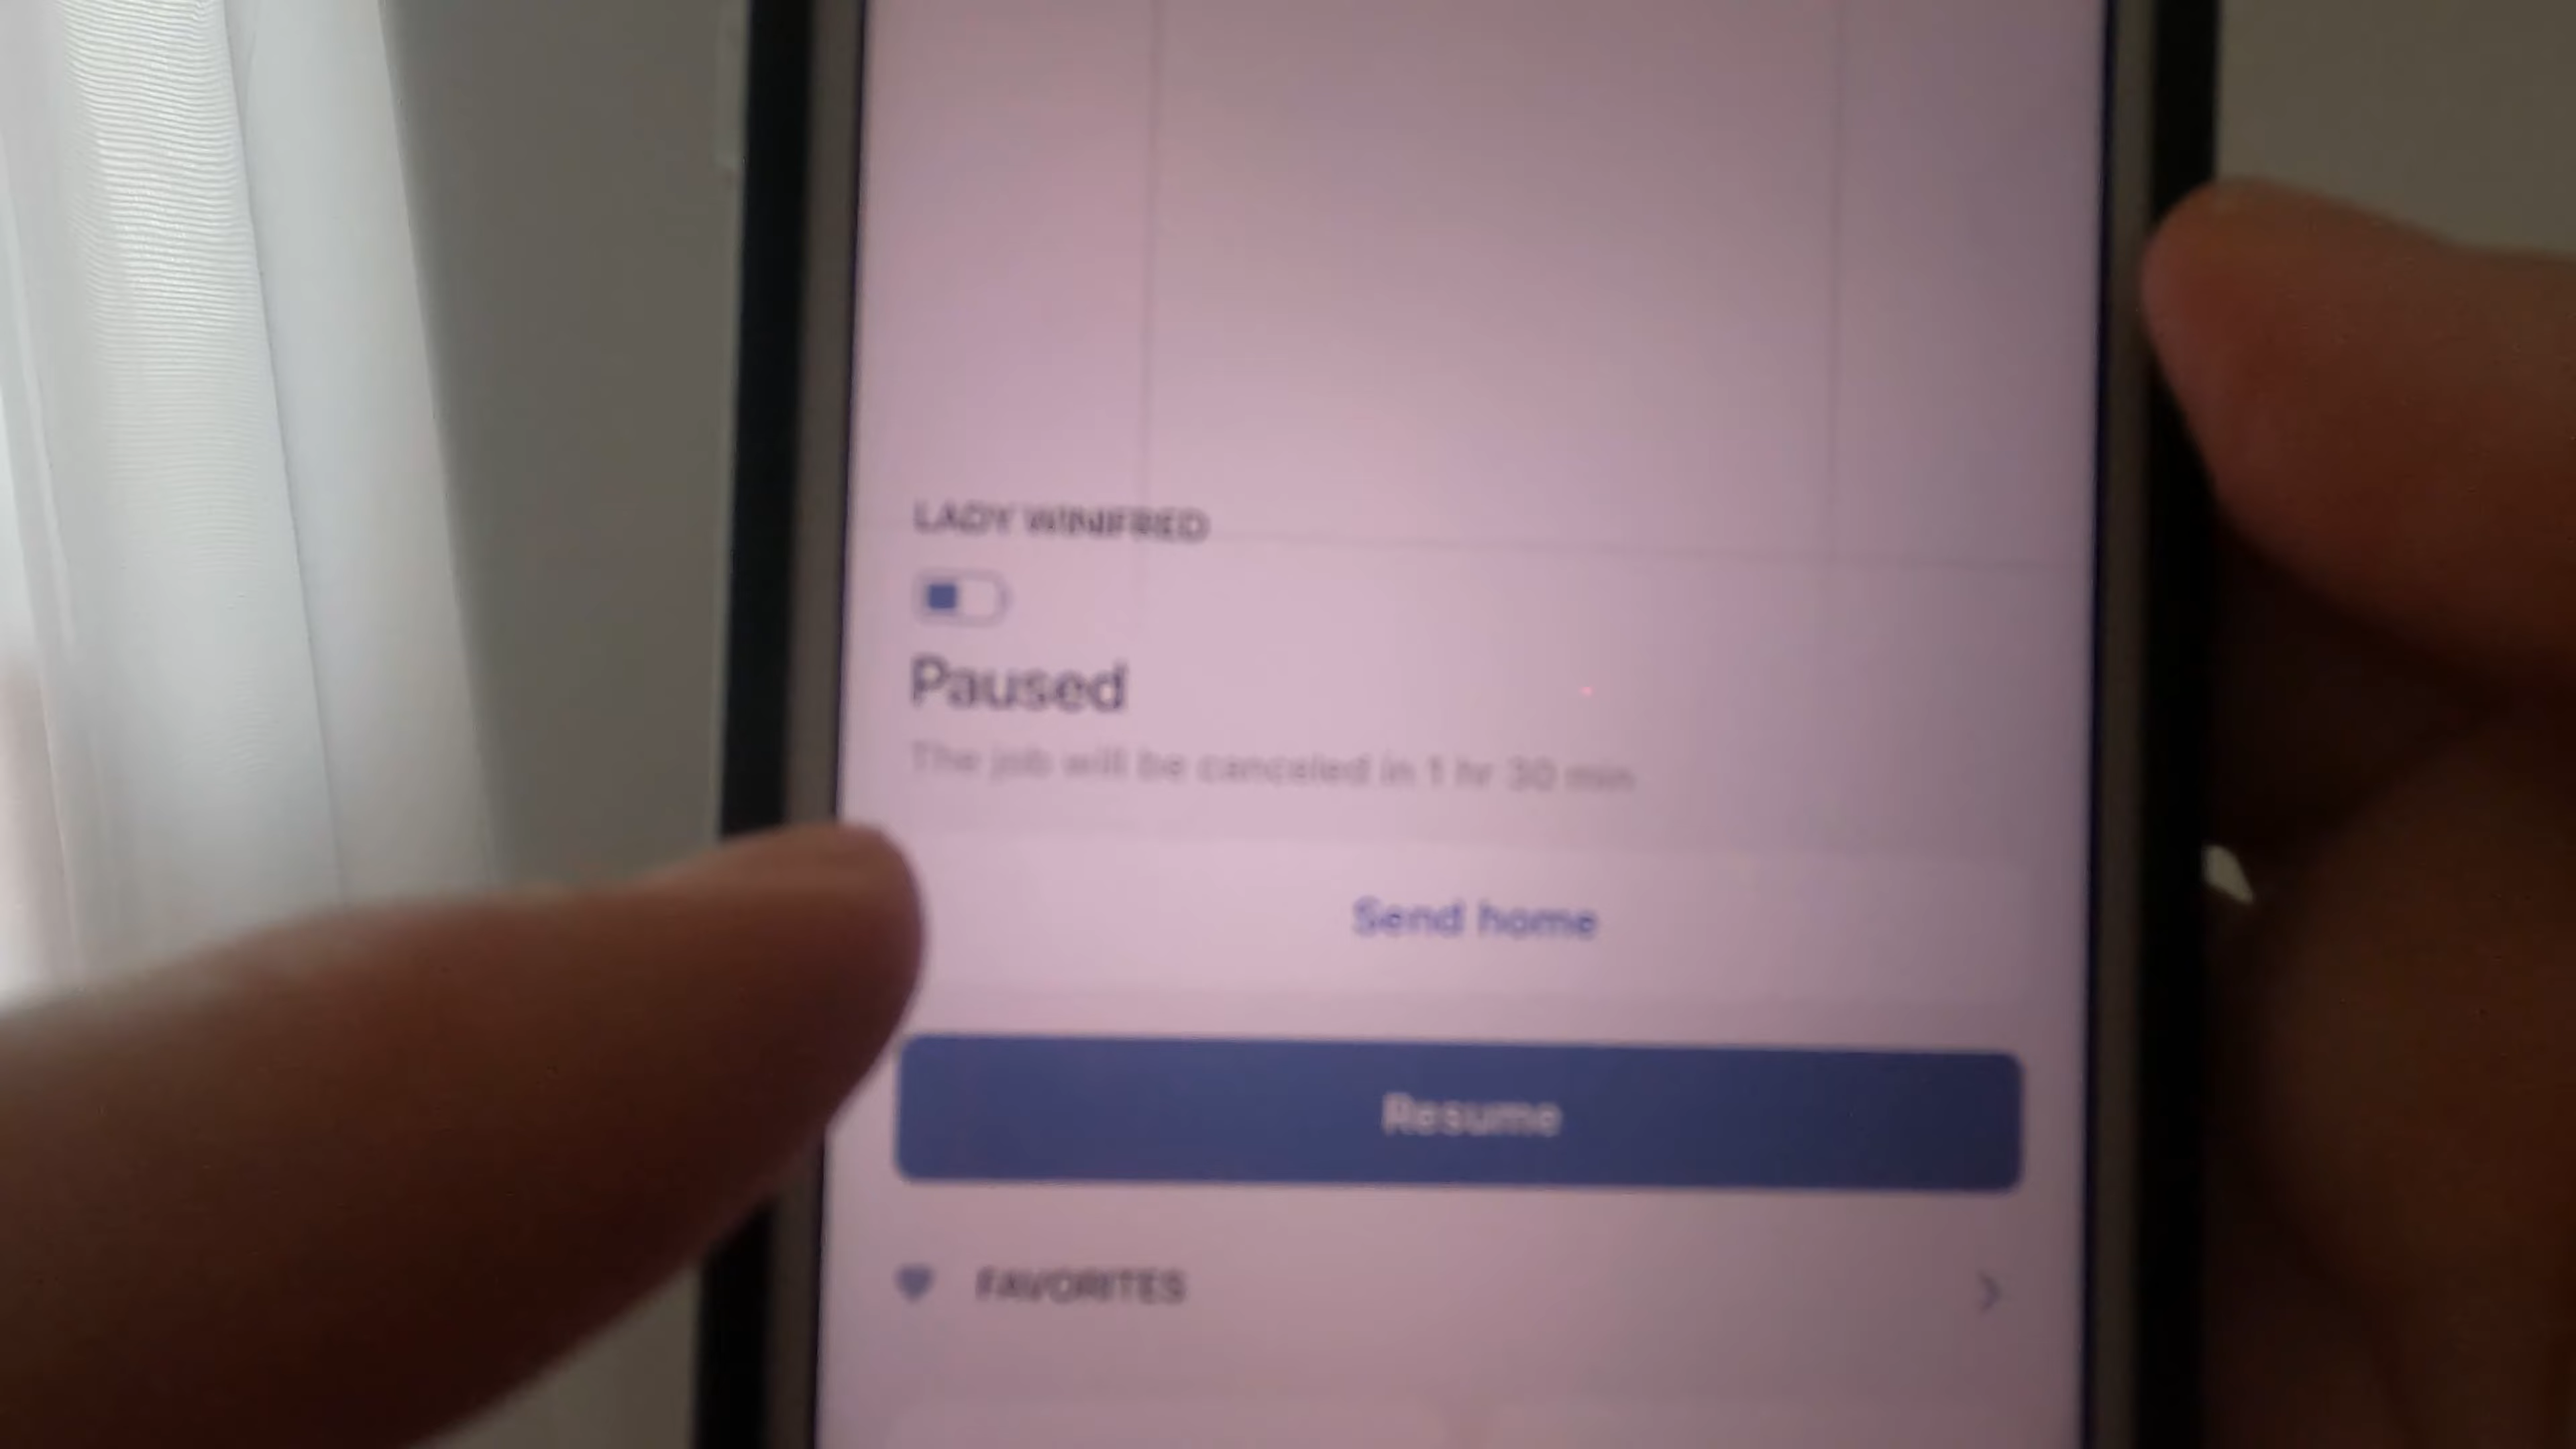 LADY WINIFRED
Paused
The job will be canceled in 1 hr 30 min
Send home
Resume
FAVORITES